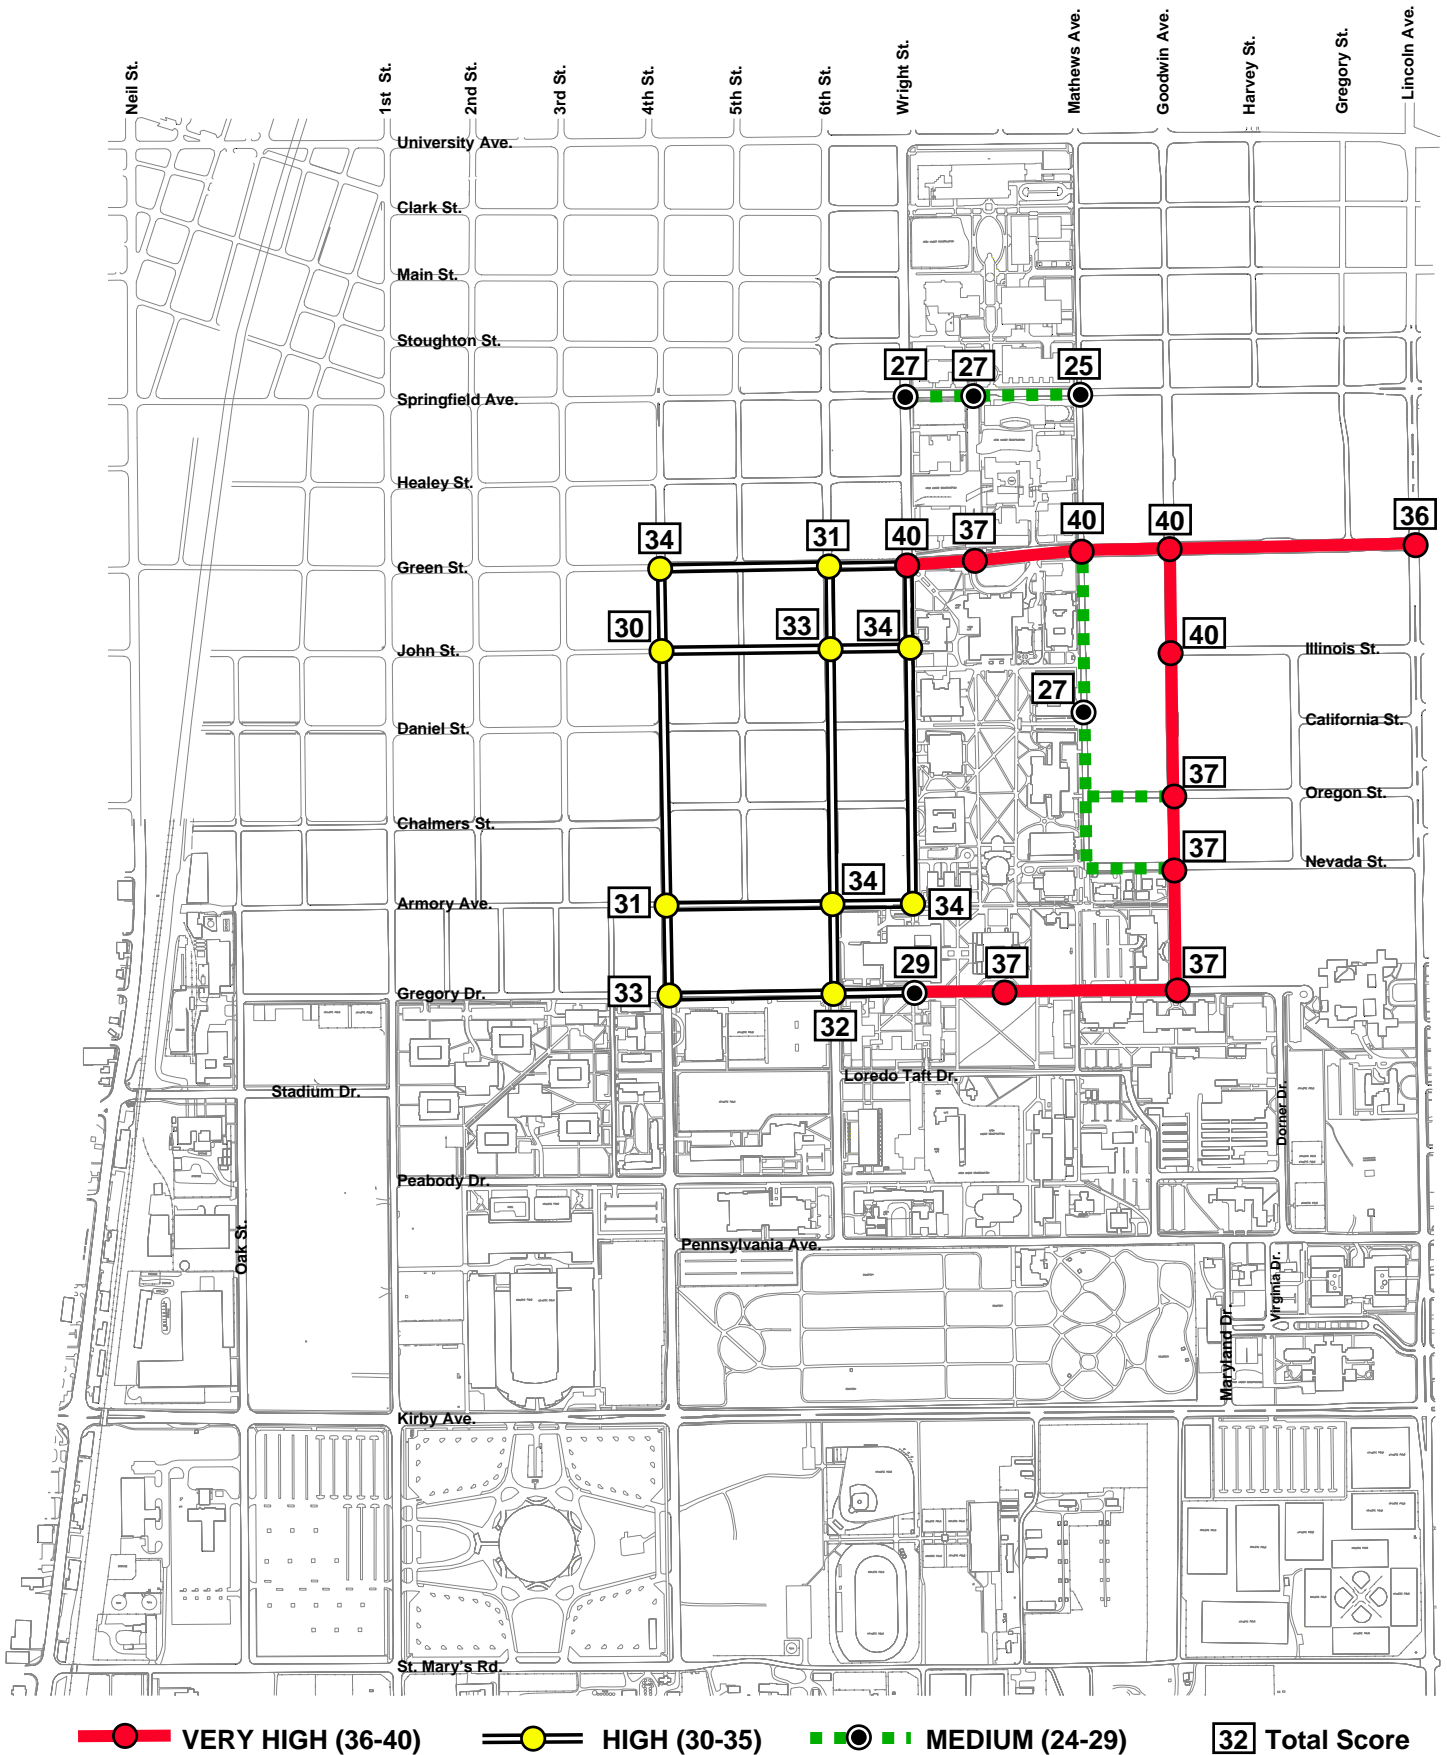 Neil St.
1st St.
2nd St.
3rd St.
4th St.
5th St.
6th St.
Wright St.
Mathews Ave.
Goodwin Ave.
Harvey St.
Gregory St.
Lincoln Ave.
University Ave.
Clark St.
Main St.
Stoughton St.
27
27
25
Springfield Ave.
Healey St.
34
31
40
37
40
40
36
Green St.
30
33
34
40
John St.
Illinois St.
27
California St.
Daniel St.
37
Oregon St.
Chalmers St.
37
Nevada St.
34
Armory Ave.
31
34
29
37
37
Gregory Dr.
33
32
Loredo Taft Dr.
Stadium Dr.
Dorner Dr.
Peabody Dr.
Oak St.
Pennsylvania Ave.
Virginia Dr.
Maryland Dr.
Kirby Ave.
St. Mary's Rd.
VERY HIGH (36-40)
HIGH (30-35)
MEDIUM (24-29)
32 Total Score